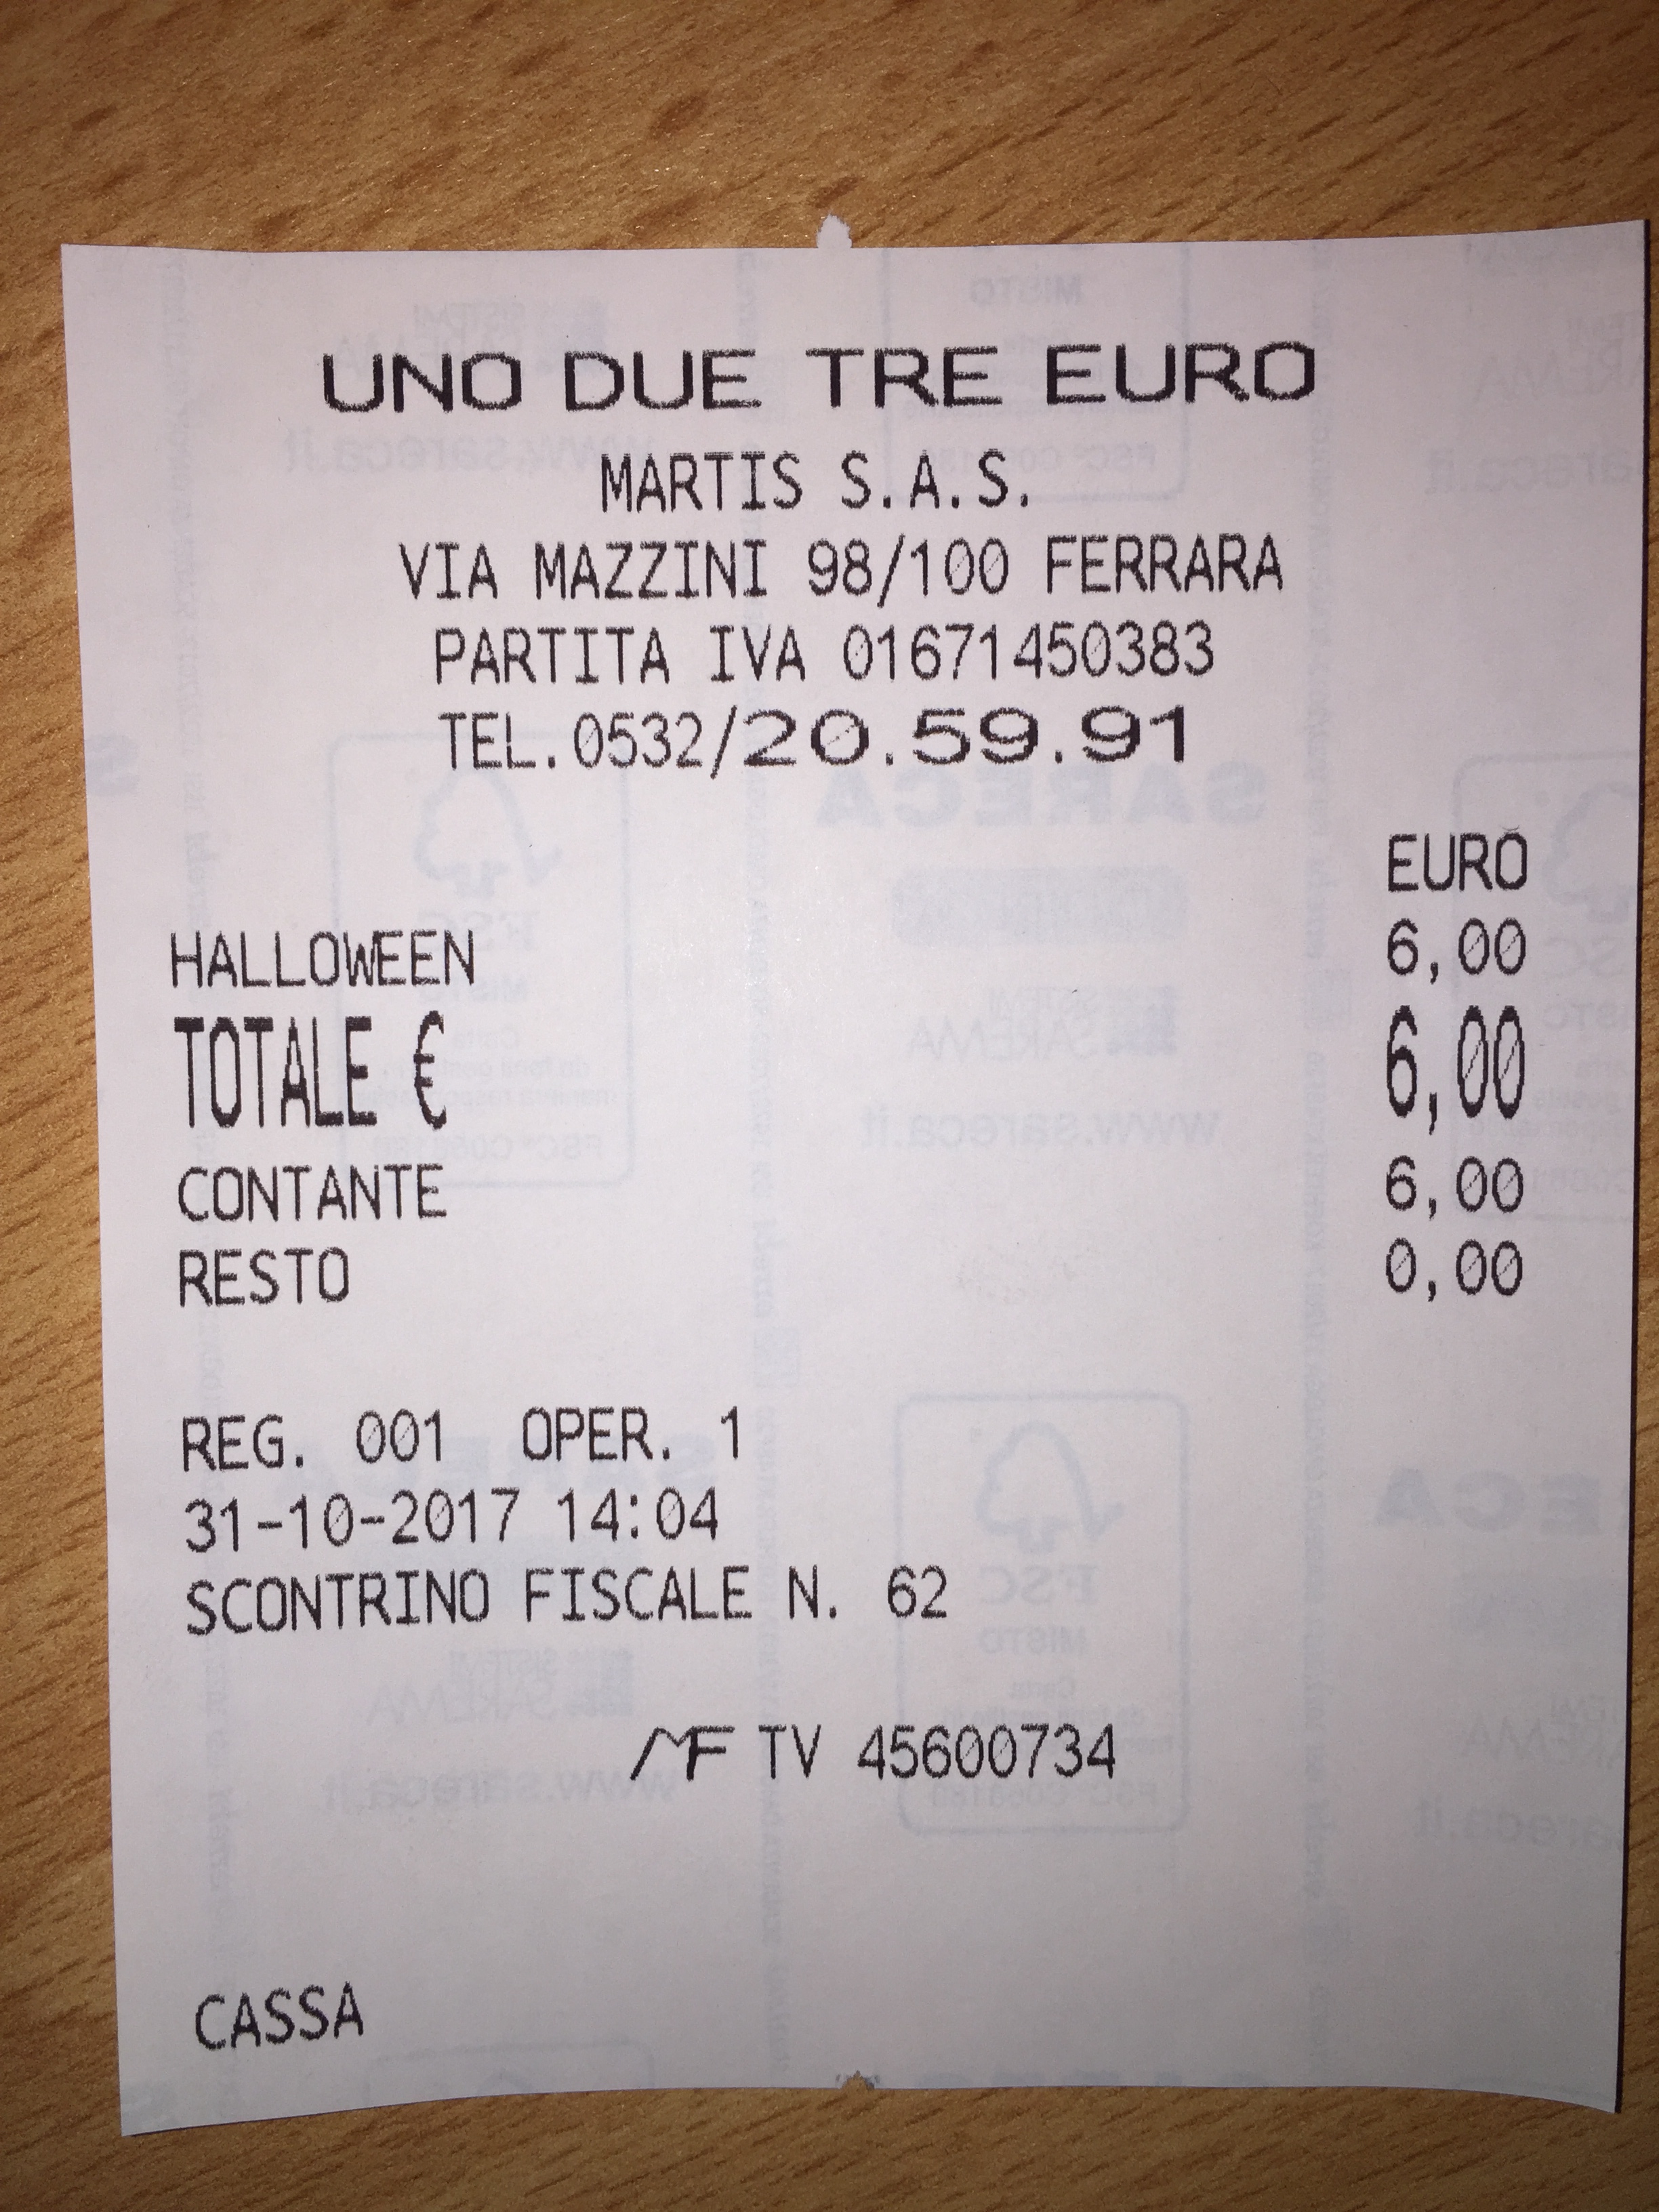 UNO DUE TRE EURO
MARTIS S.A.S.
VIA MAZZINI 98/100 FERRARA
PARTITA IVA 01671450383
TEL.0532/20.59.91
EURO
HALLOWEEN 6,00
TOTALE € 6,00
CONTANTE 6,00
RESTO 0,00
REG. 001 OPER. 1
31-10-2017 14:04
SCONTRINO FISCALE N. 62
MF TV 45600734
CASSA